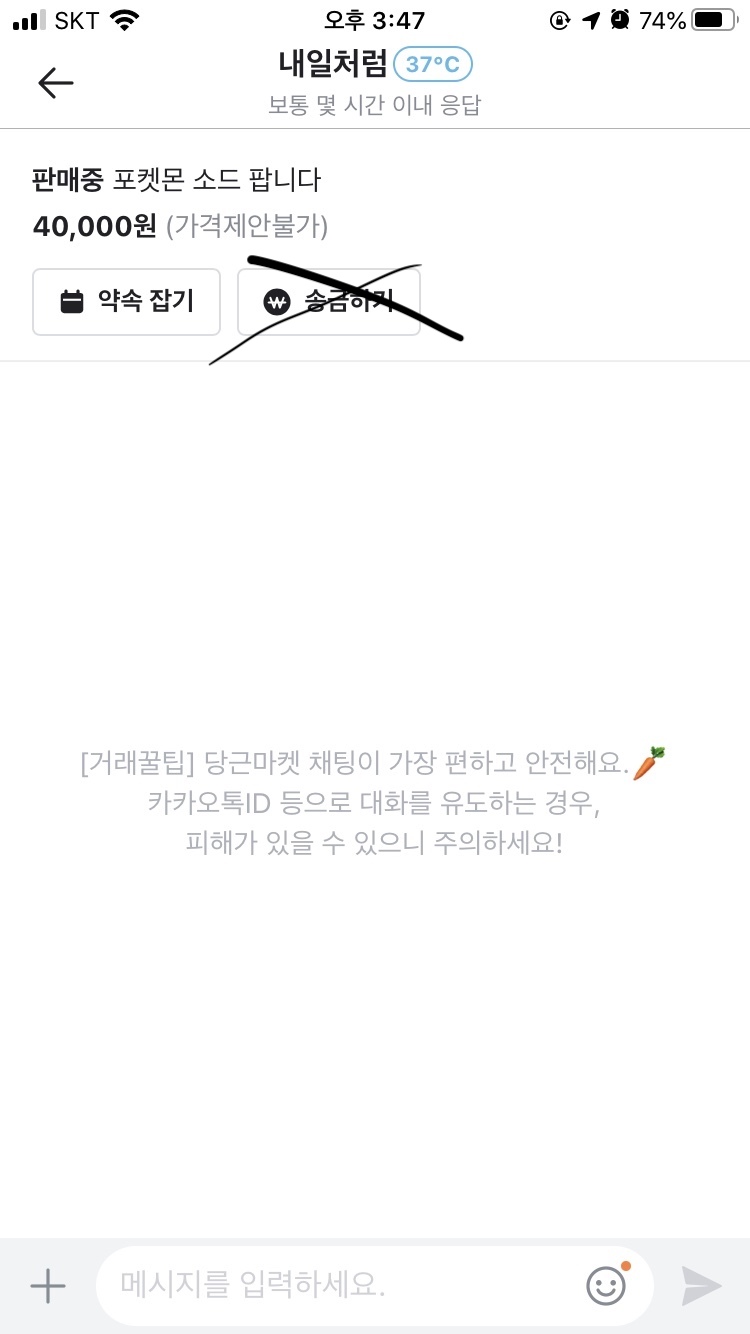 SKT 오후 3:47 74%
내일처럼 37°C
보통 몇 시간 이내 응답
판매중 포켓몬 소드 팝니다
40,000원 (가격제안불가)
약속 잡기 ₩ 송금하기
[거래꿀팁] 당근마켓 채팅이 가장 편하고 안전해요.🥕
카카오톡ID 등으로 대화를 유도하는 경우,
피해가 있을 수 있으니 주의하세요!
메시지를 입력하세요.